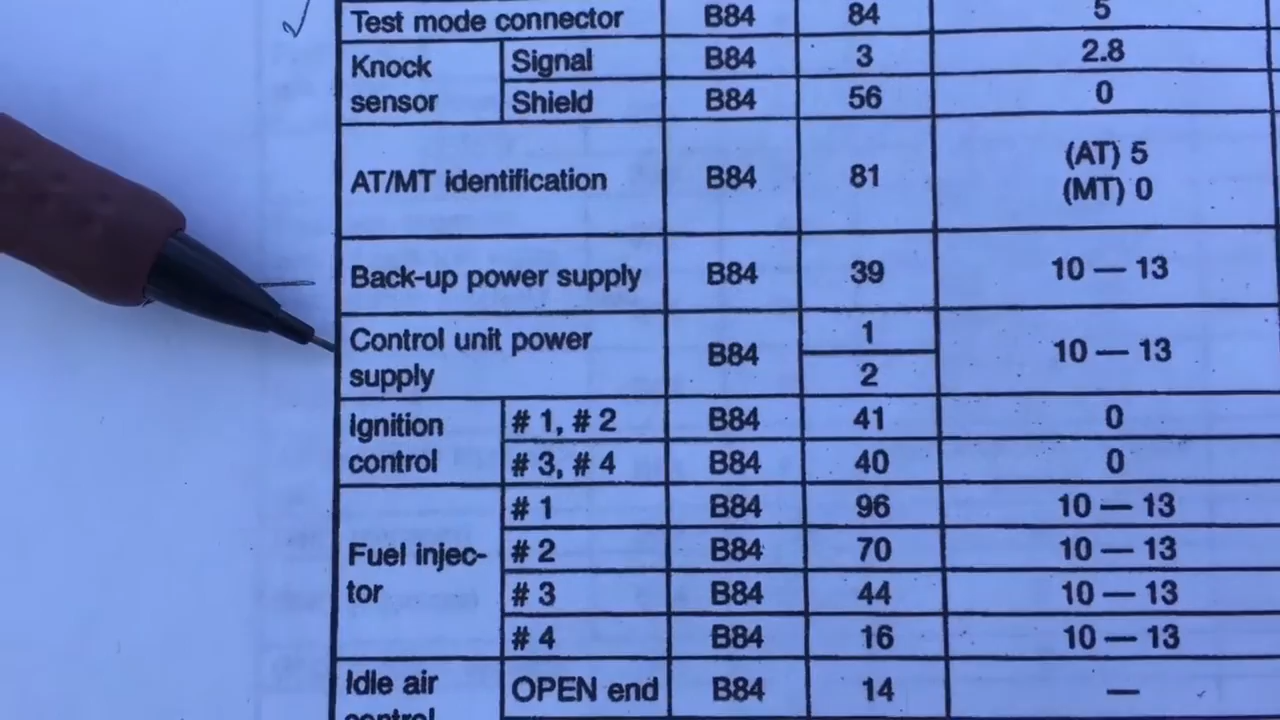 Test mode connector B84 84 5
Knock sensor Signal B84 3 2.8
Shield B84 56 0
AT/MT identification B84 81 (AT) 5
(MT) 0
Back-up power supply B84 39 10 — 13
Control unit power supply B84 1 10 — 13
2
Ignition control # 1, # 2 B84 41 0
# 3, # 4 B84 40 0
Fuel injec-
tor # 1 B84 96 10 — 13
# 2 B84 70 10 — 13
# 3 B84 44 10 — 13
# 4 B84 16 10 — 13
Idle air control OPEN end B84 14 —